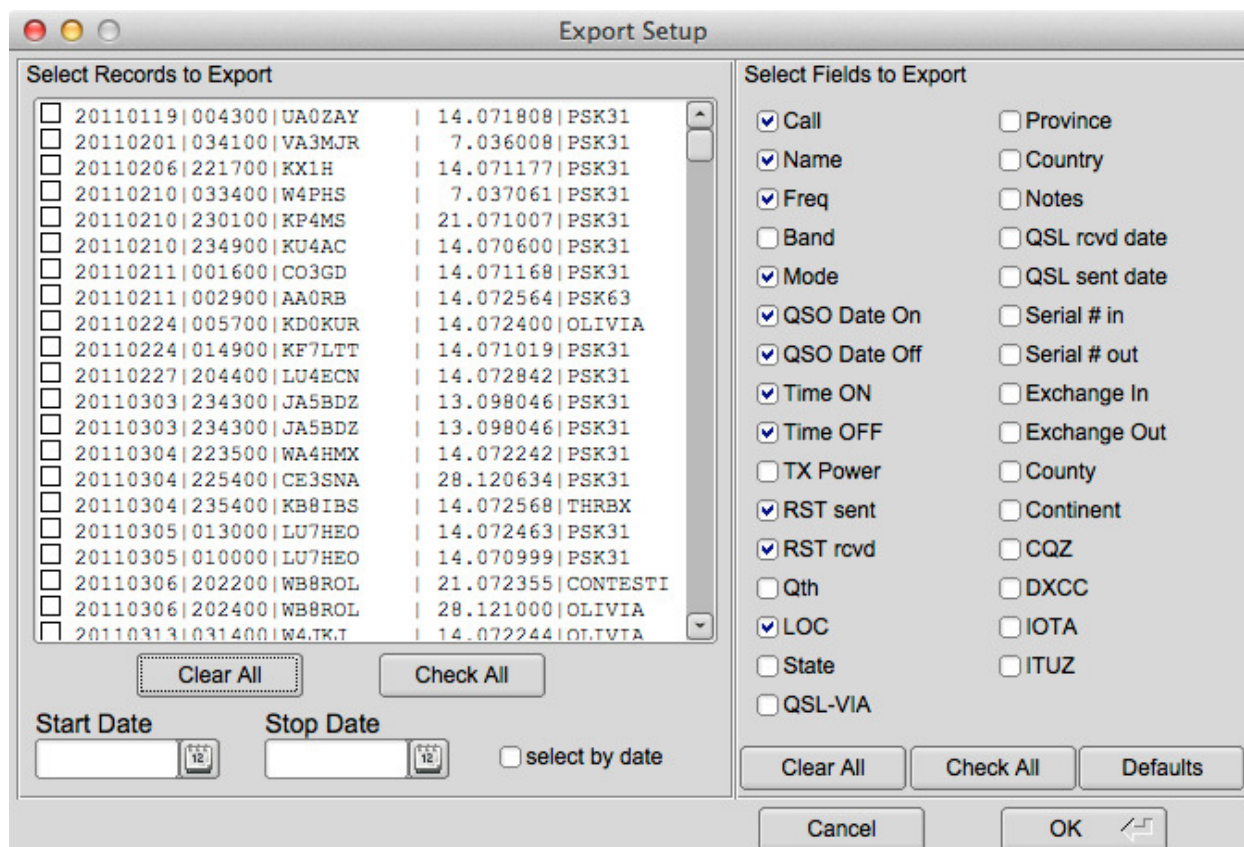 Export Setup
Select Records to Export
20110119|004300|UA0ZAY | 14.071808|PSK31
20110201|034100|VA3MJR | 7.036008|PSK31
20110206|221700|KX1H | 14.071177|PSK31
20110210|033400|W4PHS | 7.037061|PSK31
20110210|230100|KP4MS | 21.071007|PSK31
20110210|234900|KU4AC | 14.070600|PSK31
20110211|001600|CO3GD | 14.071168|PSK31
20110211|002900|AA0RB | 14.072564|PSK63
20110224|005700|KD0KUR | 14.072400|OLIVIA
20110224|014900|KF7LTT | 14.071019|PSK31
20110227|204400|LU4ECN | 14.072842|PSK31
20110303|234300|JA5BDZ | 13.098046|PSK31
20110303|234300|JA5BDZ | 13.098046|PSK31
20110304|223500|WA4HMX | 14.072242|PSK31
20110304|225400|CE3SNA | 28.120634|PSK31
20110304|235400|KB8IBS | 14.072568|THRBX
20110305|013000|LU7HEO | 14.072463|PSK31
20110305|010000|LU7HEO | 14.070999|PSK31
20110306|202200|WB8ROL | 21.072355|CONTESTI
20110306|202400|WB8ROL | 28.121000|OLIVIA
20110313|031400|W4JKJ | 14.072244|OLIVIA
Clear All
Check All
Start Date
Stop Date
12
12
select by date
Select Fields to Export
Call
Name
Freq
Band
Mode
QSO Date On
QSO Date Off
Time ON
Time OFF
TX Power
RST sent
RST rcvd
Qth
LOC
State
QSL-VIA
Province
Country
Notes
QSL rcvd date
QSL sent date
Serial # in
Serial # out
Exchange In
Exchange Out
County
Continent
CQZ
DXCC
IOTA
ITUZ
Clear All
Check All
Defaults
Cancel
OK